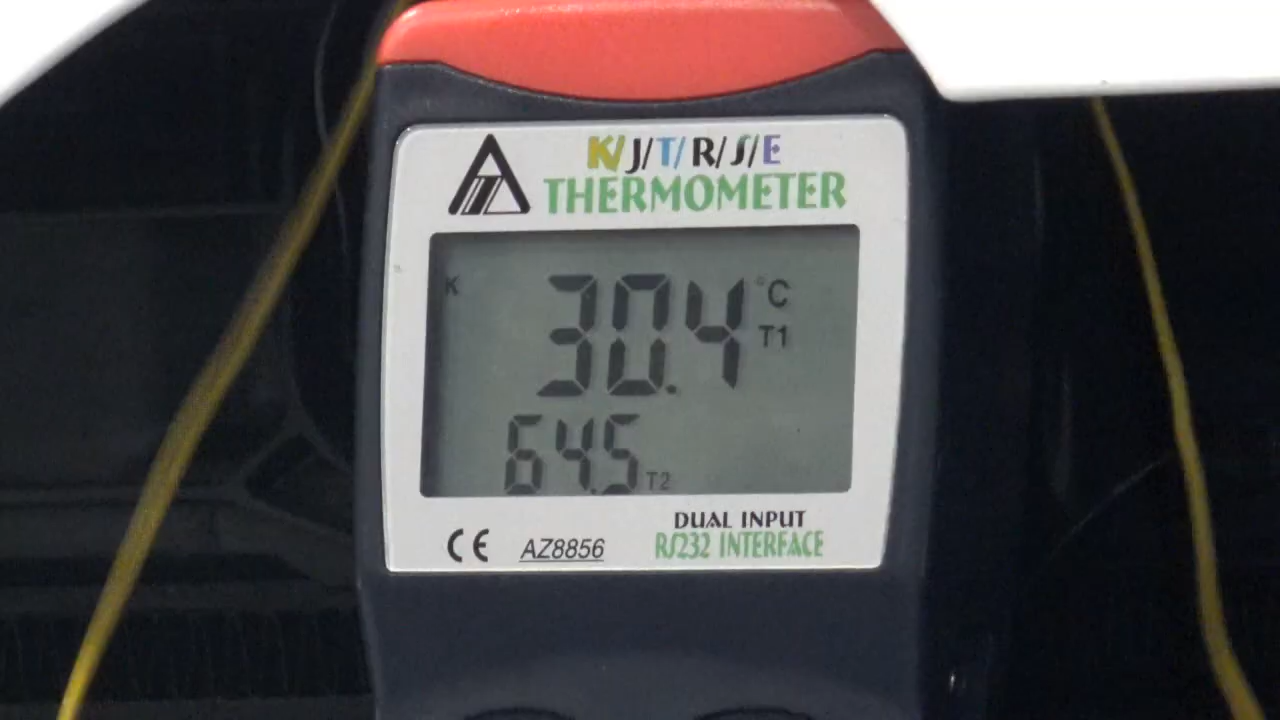 K/J/T/R/S/E
THERMOMETER
K
30.4 °C
T1
64.5 T2
DUAL INPUT
CE AZ8856 RS232 INTERFACE